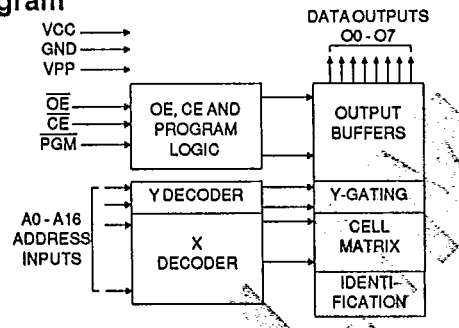 gram
DATA OUTPUTS
O0 - O7
VCC
GND
VPP
OE
CE
PGM
OE, CE AND
PROGRAM
LOGIC
OUTPUT
BUFFERS
A0 - A16
ADDRESS
INPUTS
Y DECODER
X
DECODER
Y-GATING
CELL
MATRIX
IDENTI-
FICATION